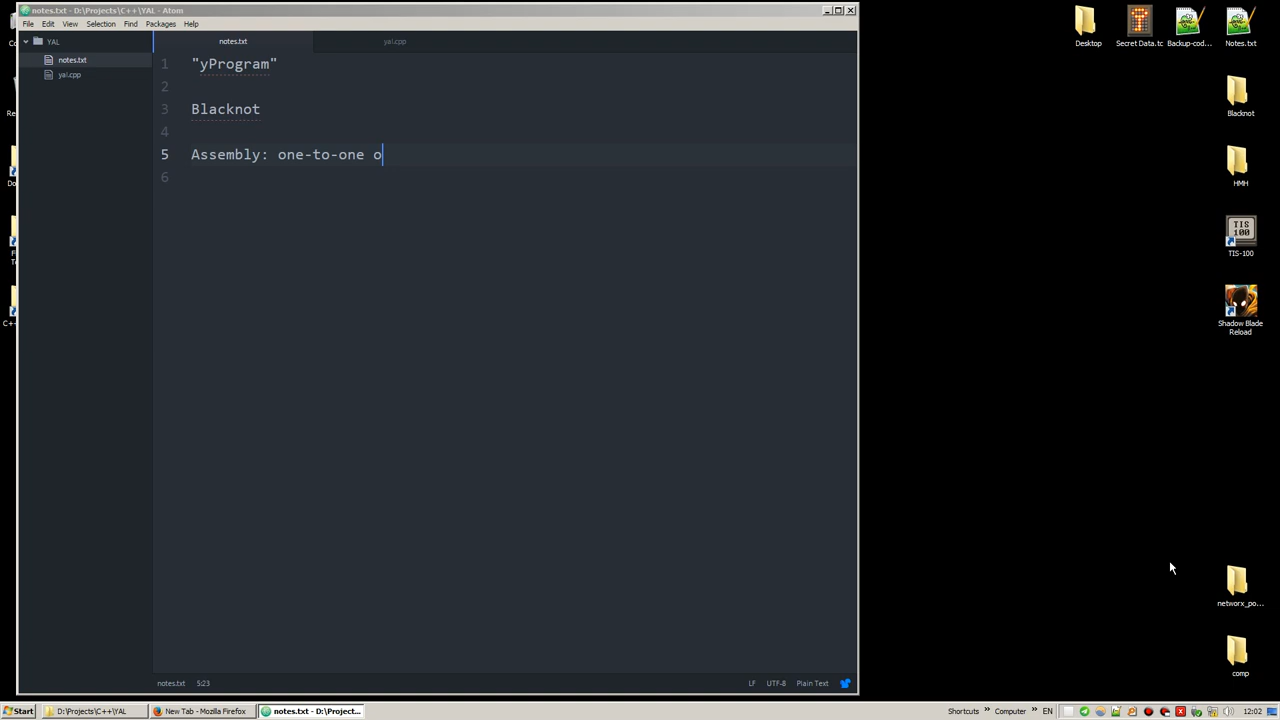 notes.txt - D:\Projects\C++\YAL - Atom
File Edit View Selection Find Packages Help
YAL
notes.txt
yal.cpp
notes.txt
yal.cpp
1 "yProgram"
2
3 Blacknot
4
5 Assembly: one-to-one o
6
notes.txt 5:23
LF UTF-8 Plain Text
Desktop
Secret Data.tc
Backup-cod...
Notes.txt
Blacknot
HMH
TIS 100
TIS-100
Shadow Blade
Reload
networx_po...
comp
Start
D:\Projects\C++\YAL
New Tab - Mozilla Firefox
notes.txt - D:\Project...
Shortcuts »
Computer »
EN
12:02